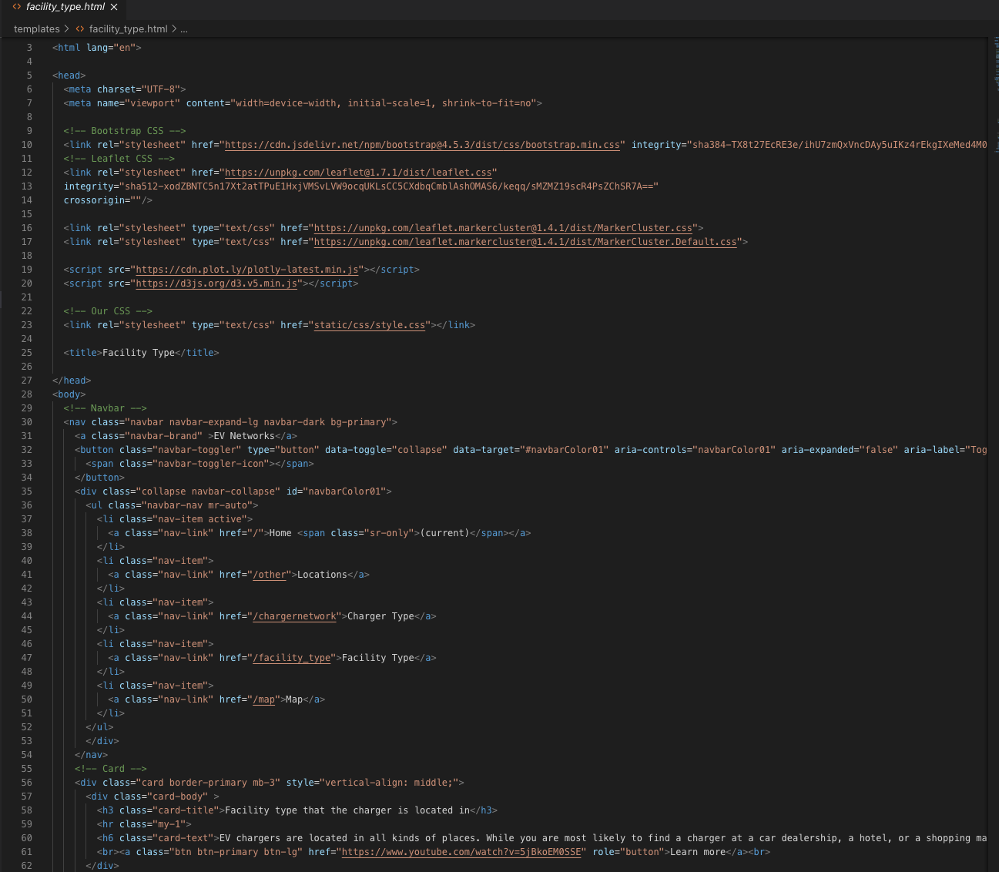 <> facility_type.html ×
templates > <> facility_type.html > ...
3 <html lang="en">
4
5 <head>
6 <meta charset="UTF-8">
7 <meta name="viewport" content="width=device-width, initial-scale=1, shrink-to-fit=no">
8
9 <!-- Bootstrap CSS -->
10 <link rel="stylesheet" href="https://cdn.jsdelivr.net/npm/bootstrap@4.5.3/dist/css/bootstrap.min.css" integrity="sha384-TX8t27EcRE3e/ihU7zmQxVncDAy5uIKz4rEkgIXeMed4M0
11 <!-- Leaflet CSS -->
12 <link rel="stylesheet" href="https://unpkg.com/leaflet@1.7.1/dist/leaflet.css"
13 integrity="sha512-xodZBNTC5n17Xt2atTPuE1HxjVMSvLVW9ocqUKLsCC5CXdbqCmblAshOMAS6/keqq/sMZMZ19scR4PsZChSR7A=="
14 crossorigin=""/>
15
16 <link rel="stylesheet" type="text/css" href="https://unpkg.com/leaflet.markercluster@1.4.1/dist/MarkerCluster.css">
17 <link rel="stylesheet" type="text/css" href="https://unpkg.com/leaflet.markercluster@1.4.1/dist/MarkerCluster.Default.css">
18
19 <script src="https://cdn.plot.ly/plotly-latest.min.js"></script>
20 <script src="https://d3js.org/d3.v5.min.js"></script>
21
22 <!-- Our CSS -->
23 <link rel="stylesheet" type="text/css" href="static/css/style.css"></link>
24
25 <title>Facility Type</title>
26
27 </head>
28 <body>
29 <!-- Navbar -->
30 <nav class="navbar navbar-expand-lg navbar-dark bg-primary">
31 <a class="navbar-brand" >EV Networks</a>
32 <button class="navbar-toggler" type="button" data-toggle="collapse" data-target="#navbarColor01" aria-controls="navbarColor01" aria-expanded="false" aria-label="Tog
33 <span class="navbar-toggler-icon"></span>
34 </button>
35 <div class="collapse navbar-collapse" id="navbarColor01">
36 <ul class="navbar-nav mr-auto">
37 <li class="nav-item active">
38 <a class="nav-link" href="/">Home <span class="sr-only">(current)</span></a>
39 </li>
40 <li class="nav-item">
41 <a class="nav-link" href="/other">Locations</a>
42 </li>
43 <li class="nav-item">
44 <a class="nav-link" href="/chargernetwork">Charger Type</a>
45 </li>
46 <li class="nav-item">
47 <a class="nav-link" href="/facility_type">Facility Type</a>
48 </li>
49 <li class="nav-item">
50 <a class="nav-link" href="/map">Map</a>
51 </li>
52 </ul>
53 </div>
54 </nav>
55 <!-- Card -->
56 <div class="card border-primary mb-3" style="vertical-align: middle;">
57 <div class="card-body" >
58 <h3 class="card-title">Facility type that the charger is located in</h3>
59 <hr class="my-1">
60 <h6 class="card-text">EV chargers are located in all kinds of places. While you are most likely to find a charger at a car dealership, a hotel, or a shopping ma
61 <br><a class="btn btn-primary btn-lg" href="https://www.youtube.com/watch?v=5jBkoEM0SSE" role="button">Learn more</a><br>
62 </div>